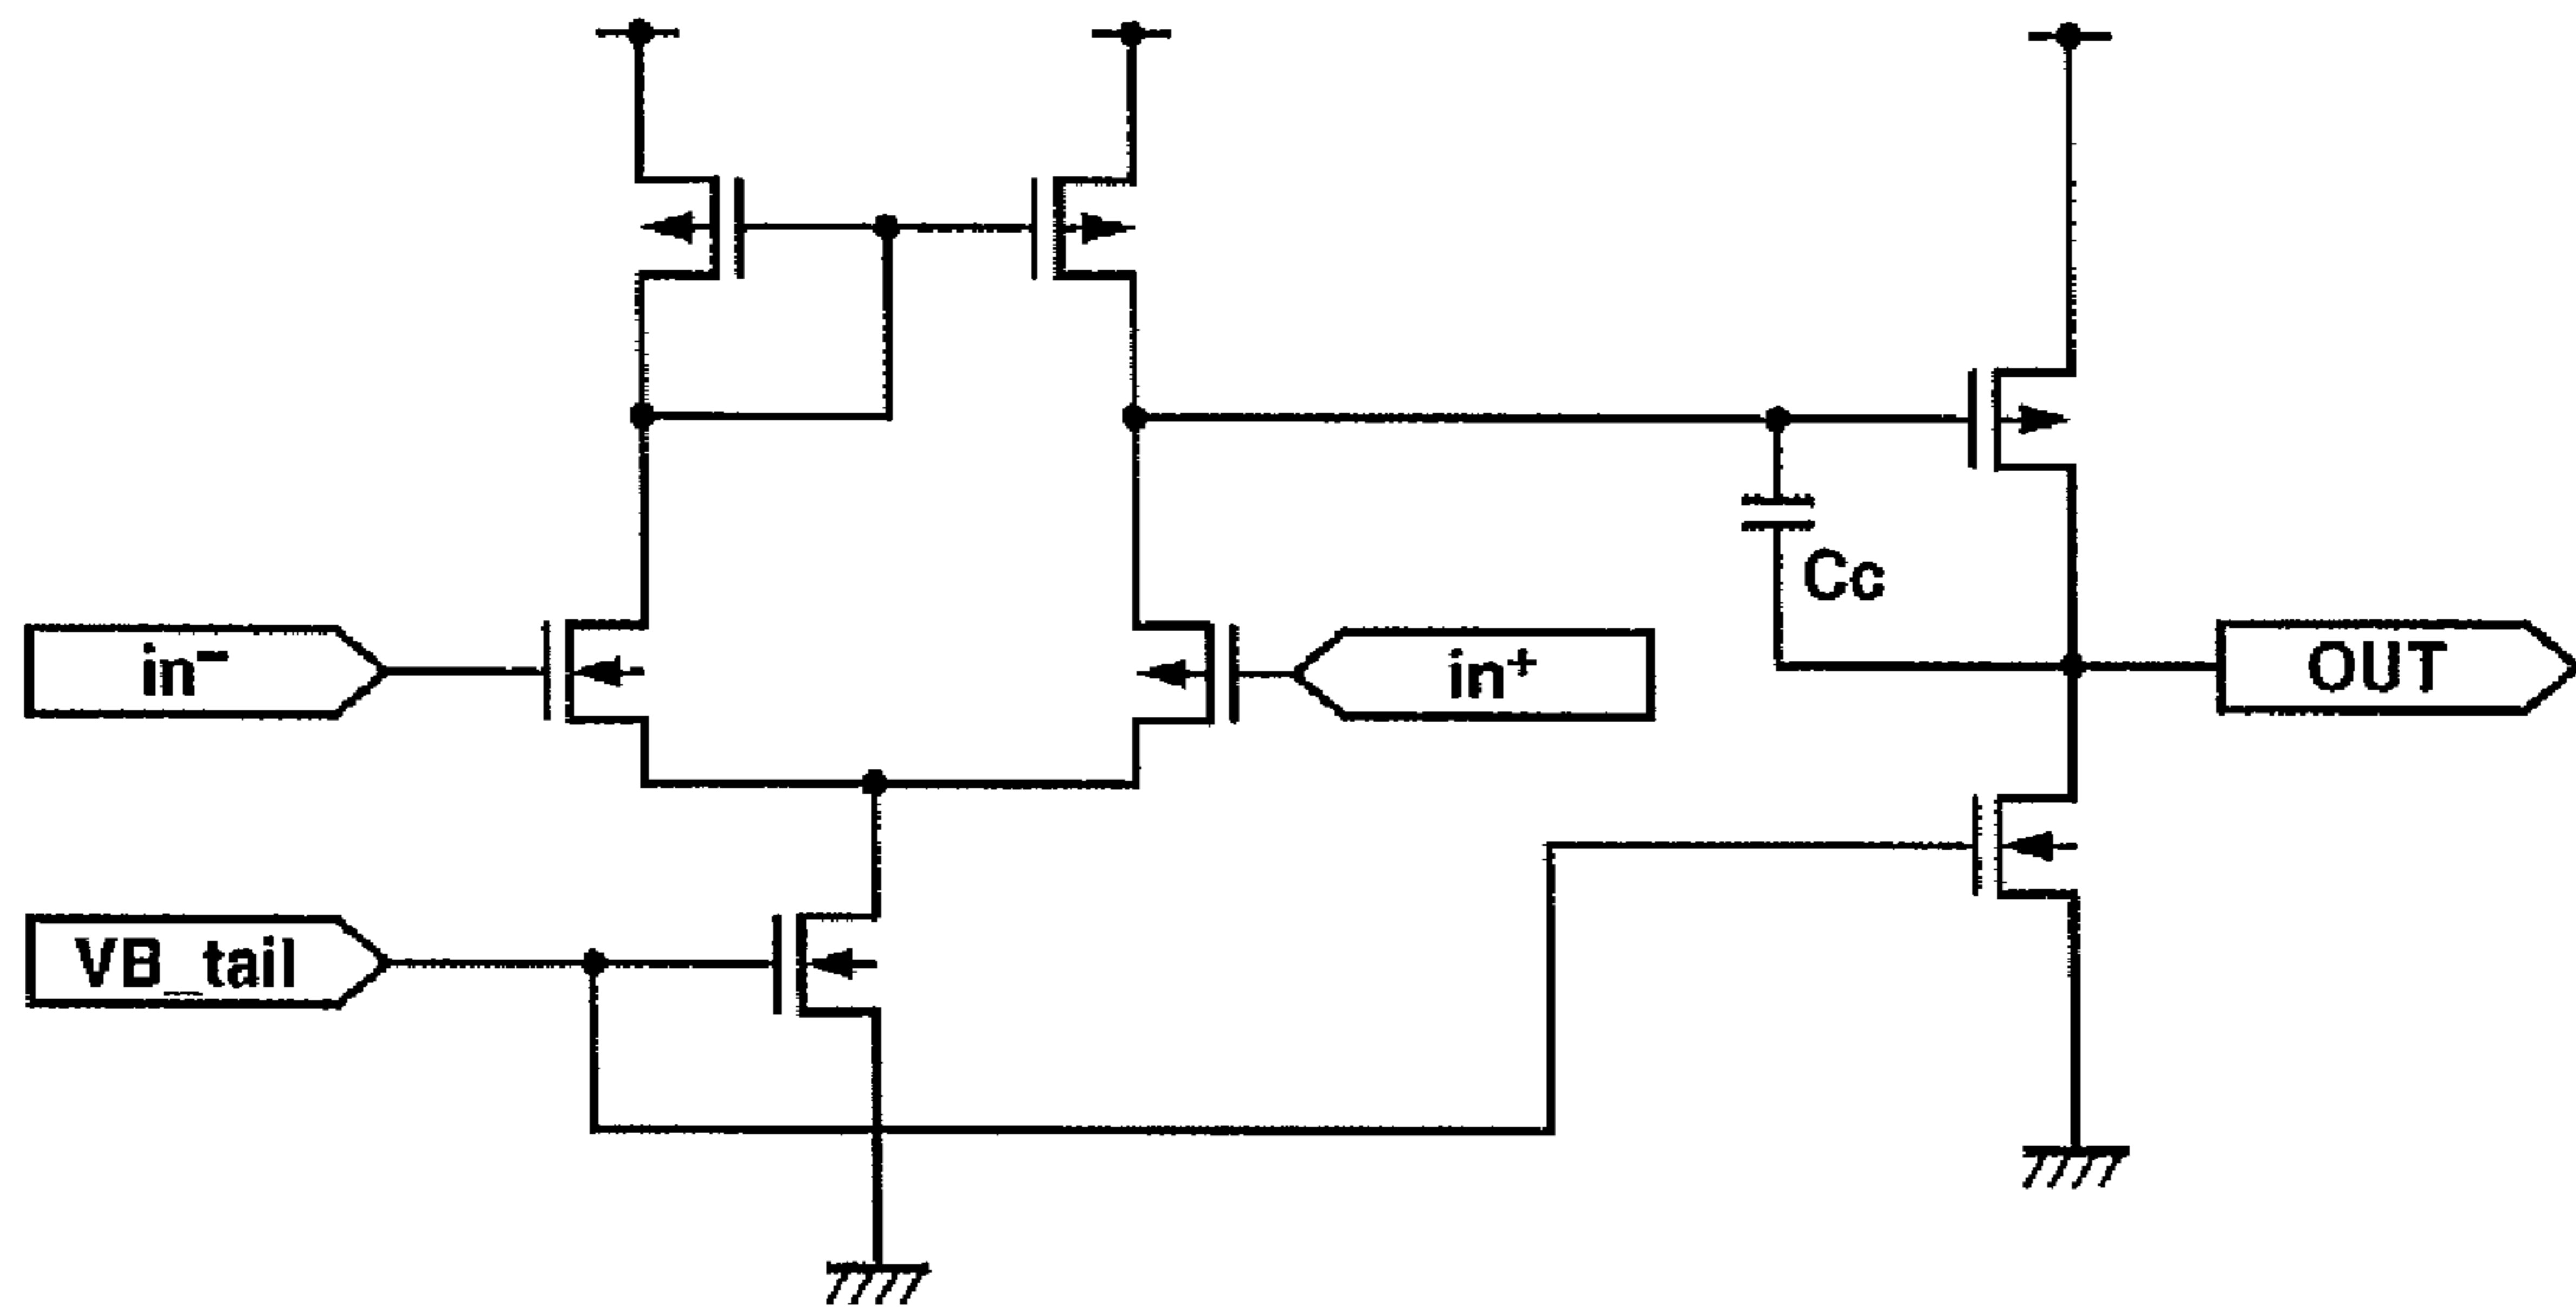 Cc
in⁻
in⁺
OUT
VB_tail